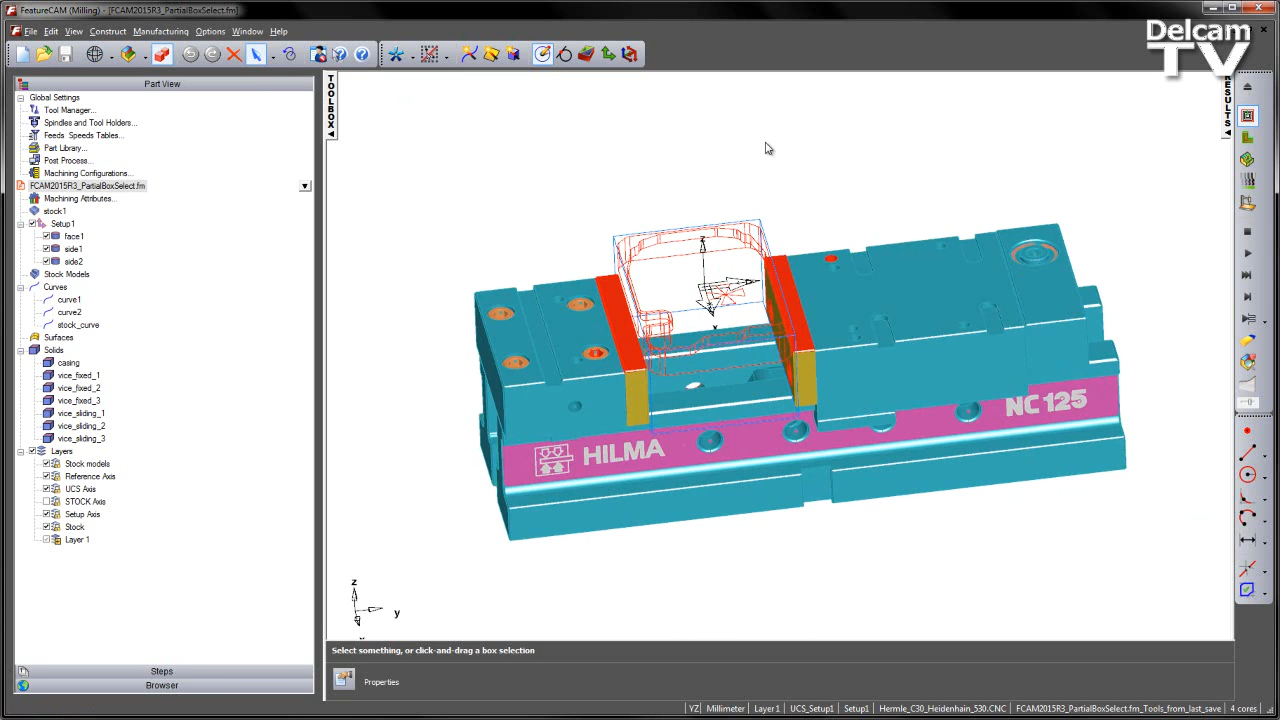 FeatureCAM (Milling) - [FCAM2015R3_PartialBoxSelect.fm]
File Edit View Construct Manufacturing Options Window Help
Delcam
TV
Part View
Global Settings
Tool Manager...
Spindles and Tool Holders...
Feeds Speeds Tables...
Part Library...
Post Process...
Machining Configurations...
FCAM2015R3_PartialBoxSelect.fm
Machining Attributes...
stock1
Setup1
face1
side1
side2
Stock Models
Curves
curve1
curve2
stock_curve
Surfaces
Solids
casing
vice_fixed_1
vice_fixed_2
vice_fixed_3
vice_sliding_1
vice_sliding_2
vice_sliding_3
Layers
Stock models
Reference Axis
UCS Axis
STOCK Axis
Setup Axis
Stock
Layer 1
Steps
Browser
TOOLBOX
RESULTS
z
x
HILMA
NC 125
z
y
Select something, or click-and-drag a box selection
Properties
YZ Millimeter Layer 1 UCS_Setup1 Setup1 Hermle_C30_Heidenhain_530.CNC FCAM2015R3_PartialBoxSelect.fm_Tools_from_last_save 4 cores